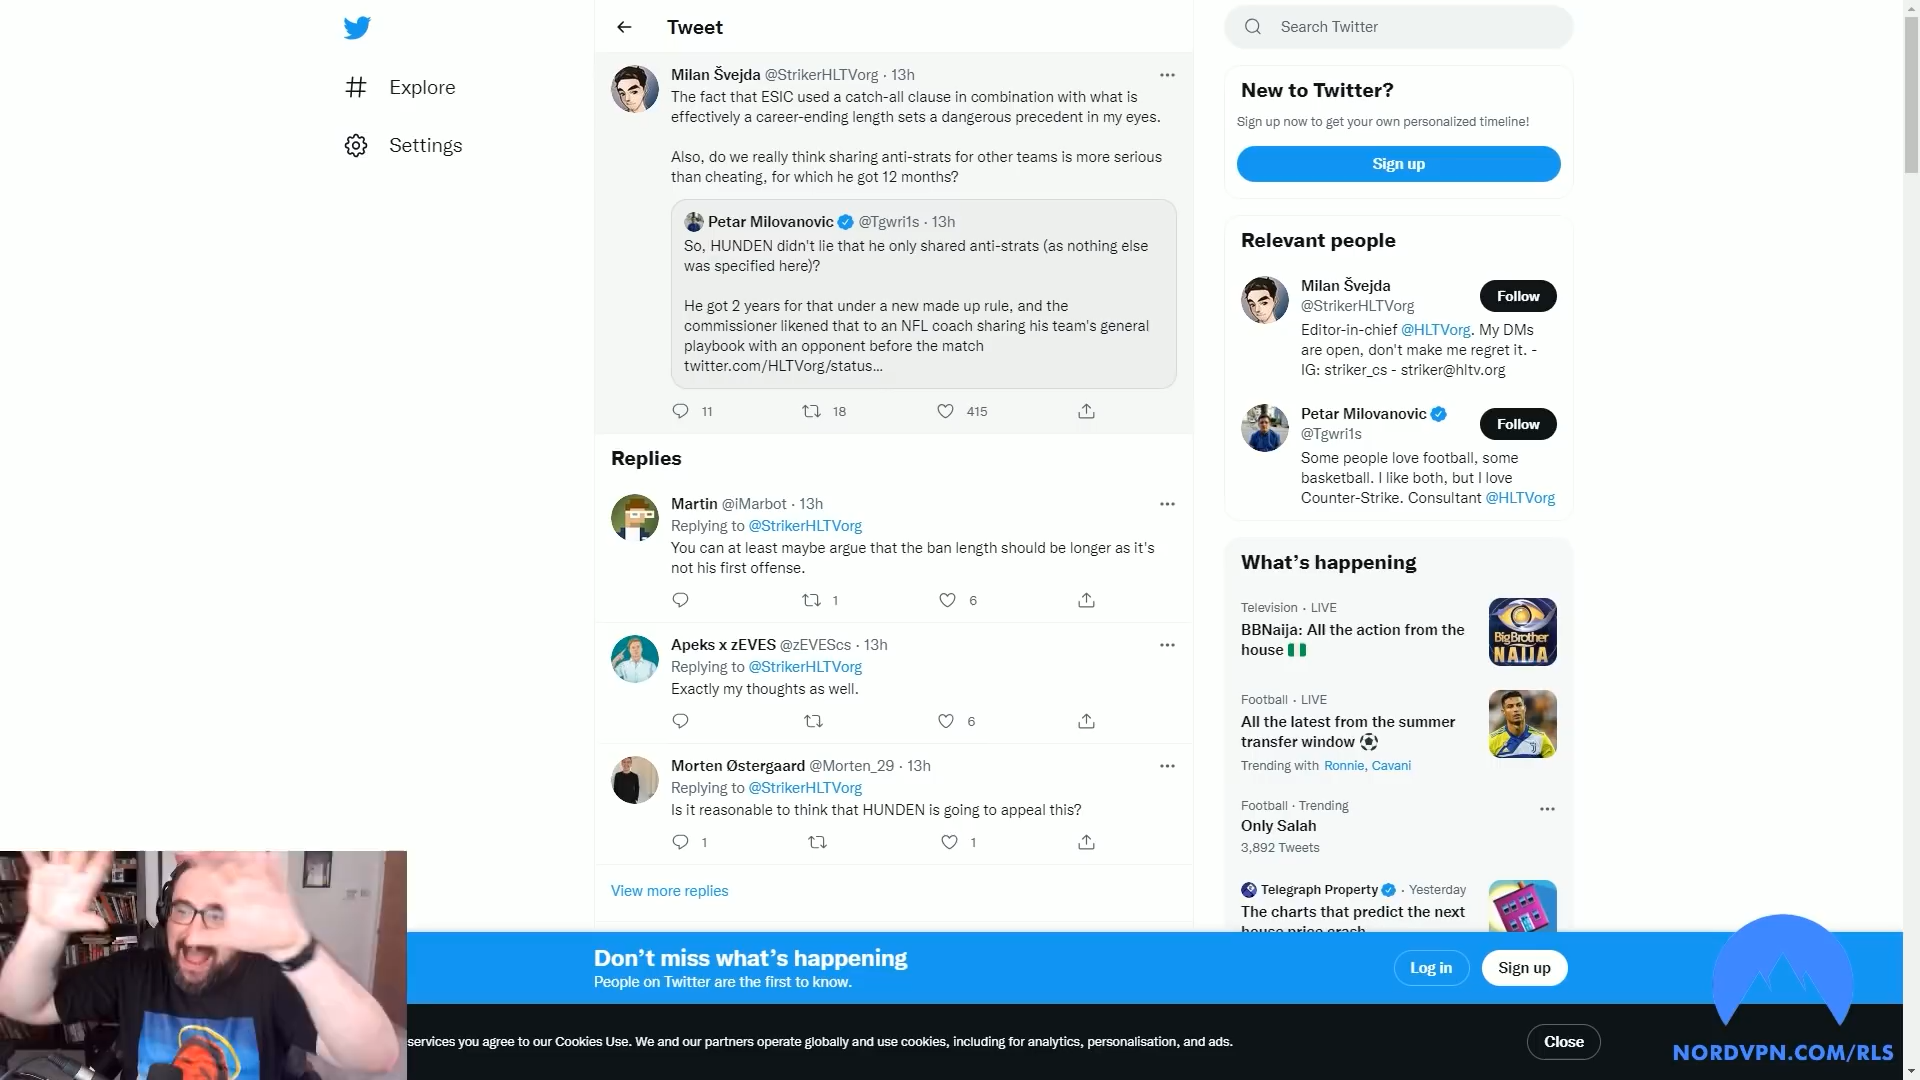 Tweet
Search Twitter
Explore
Settings
Milan Švejda @StrikerHLTVorg · 13h
The fact that ESIC used a catch-all clause in combination with what is
effectively a career-ending length sets a dangerous precedent in my eyes.
Also, do we really think sharing anti-strats for other teams is more serious
than cheating, for which he got 12 months?
Petar Milovanovic @Tgwri1s · 13h
So, HUNDEN didn't lie that he only shared anti-strats (as nothing else
was specified here)?
He got 2 years for that under a new made up rule, and the
commissioner likened that to an NFL coach sharing his team's general
playbook with an opponent before the match
twitter.com/HLTVorg/status...
11 18 415
Replies
Martin @iMarbot · 13h
Replying to @StrikerHLTVorg
You can at least maybe argue that the ban length should be longer as it's
not his first offense.
1 6
Apeks x zEVES @zEVEScs · 13h
Replying to @StrikerHLTVorg
Exactly my thoughts as well.
6
Morten Østergaard @Morten_29 · 13h
Replying to @StrikerHLTVorg
Is it reasonable to think that HUNDEN is going to appeal this?
1 1
View more replies
New to Twitter?
Sign up now to get your own personalized timeline!
Sign up
Relevant people
Milan Švejda
@StrikerHLTVorg
Follow
Editor-in-chief @HLTVorg. My DMs
are open, don't make me regret it. -
IG: striker_cs - striker@hltv.org
Petar Milovanovic
@Tgwri1s
Follow
Some people love football, some
basketball. I like both, but I love
Counter-Strike. Consultant @HLTVorg
What's happening
Television · LIVE
BBNaija: All the action from the
house
BigBrother
NAIJA
Football · LIVE
All the latest from the summer
transfer window
Trending with Ronnie, Cavani
Football · Trending
Only Salah
3,892 Tweets
Telegraph Property · Yesterday
The charts that predict the next
house price crash
Don't miss what's happening
People on Twitter are the first to know.
Log in
Sign up
services you agree to our Cookies Use. We and our partners operate globally and use cookies, including for analytics, personalisation, and ads.
Close
NORDVPN.COM/RLS